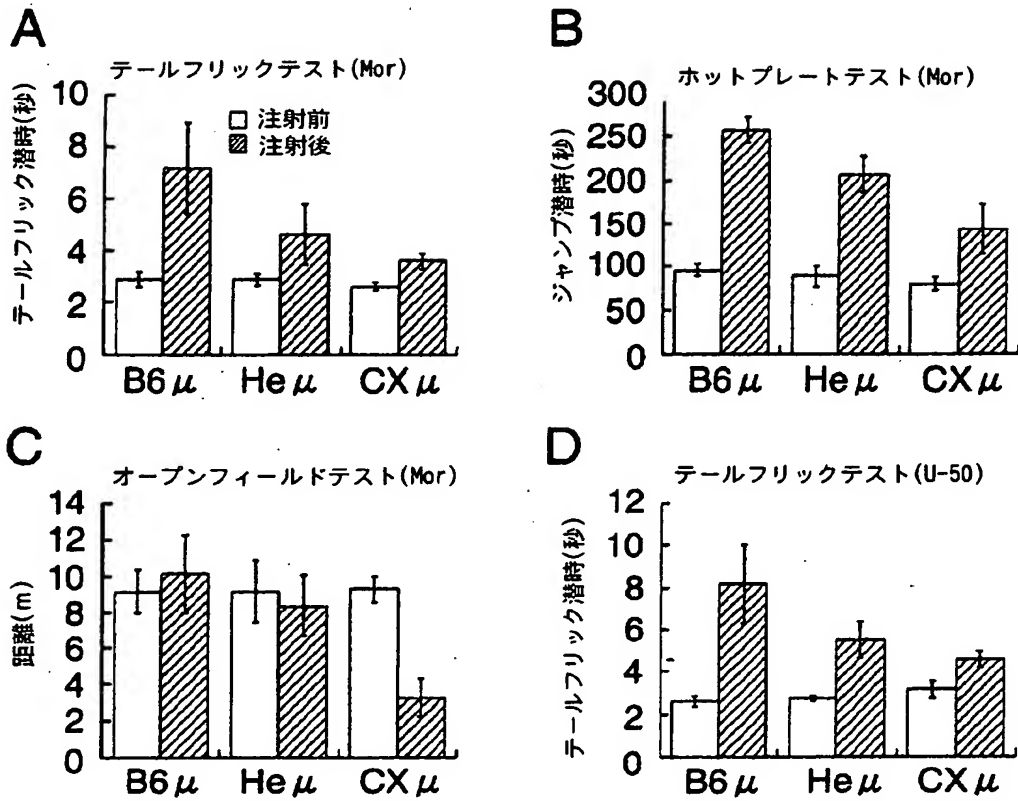 A
テールフリックテスト(Mor)
テールフリック潜時(秒)
10
8
6
4
2
0
注射前
注射後
B6μ Heμ CXμ
B
ホットプレートテスト(Mor)
ジャンプ潜時(秒)
300
250
200
150
100
50
0
B6μ Heμ CXμ
C
オープンフィールドテスト(Mor)
距離(m)
14
12
10
8
6
4
2
0
B6μ Heμ CXμ
D
テールフリックテスト(U-50)
テールフリック潜時(秒)
12
10
8
6
4
2
0
B6μ Heμ CXμ